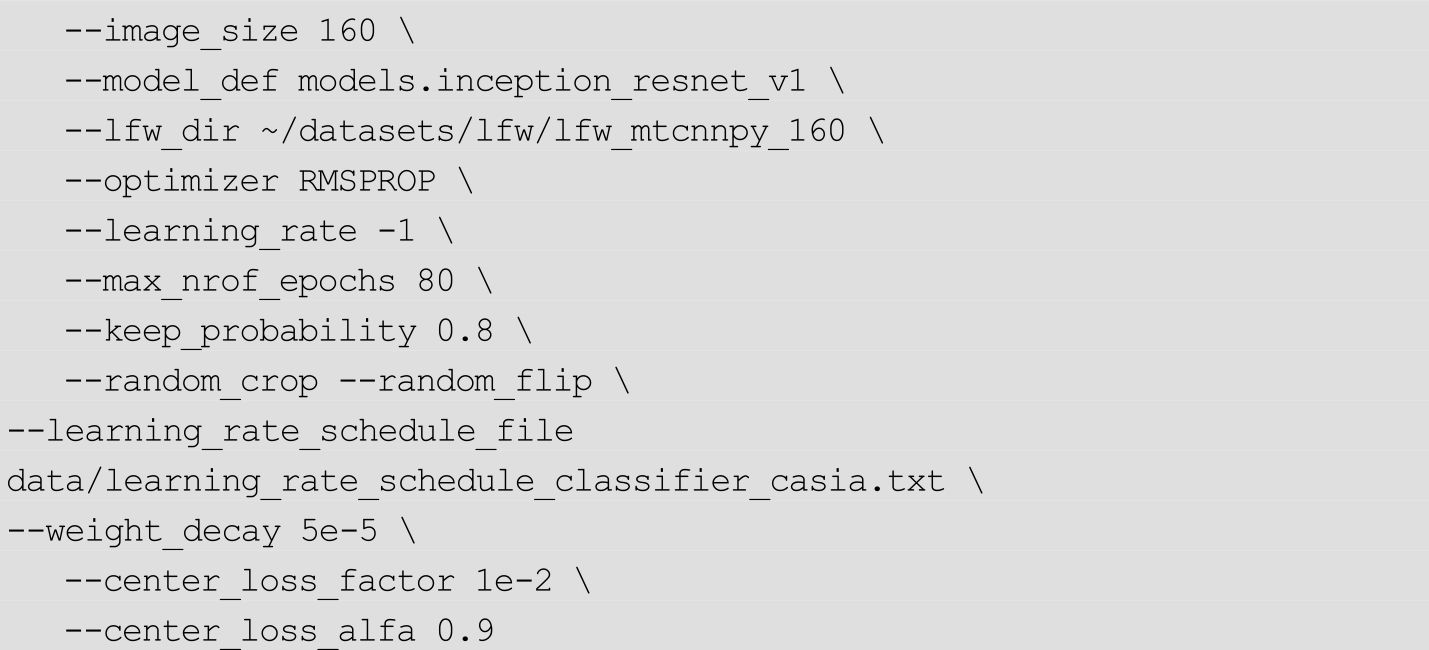 --image_size 160 \
--model_def models.inception_resnet_v1 \
--lfw_dir ~/datasets/lfw/lfw_mtcnnpy_160 \
--optimizer RMSPROP \
--learning_rate -1 \
--max_nrof_epochs 80 \
--keep_probability 0.8 \
--random_crop --random_flip \
--learning_rate_schedule_file
data/learning_rate_schedule_classifier_casia.txt \
--weight_decay 5e-5 \
--center_loss_factor 1e-2 \
--center_loss_alfa 0.9